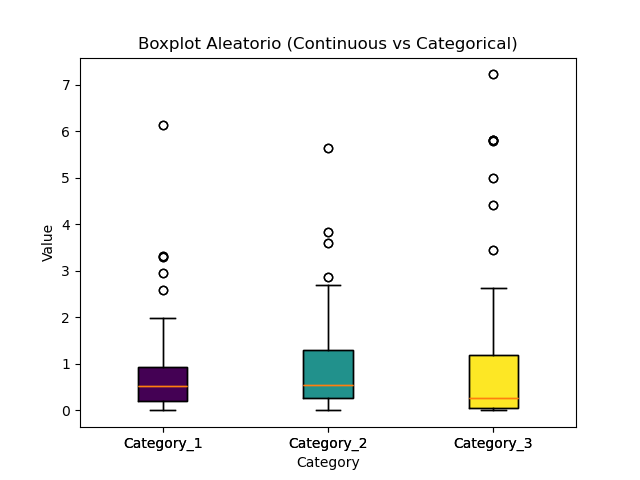 Boxplot Aleatorio (Continuous vs Categorical)
7
6
5
4
3
2
1
0
Value
Category_1 Category_2 Category_3
Category